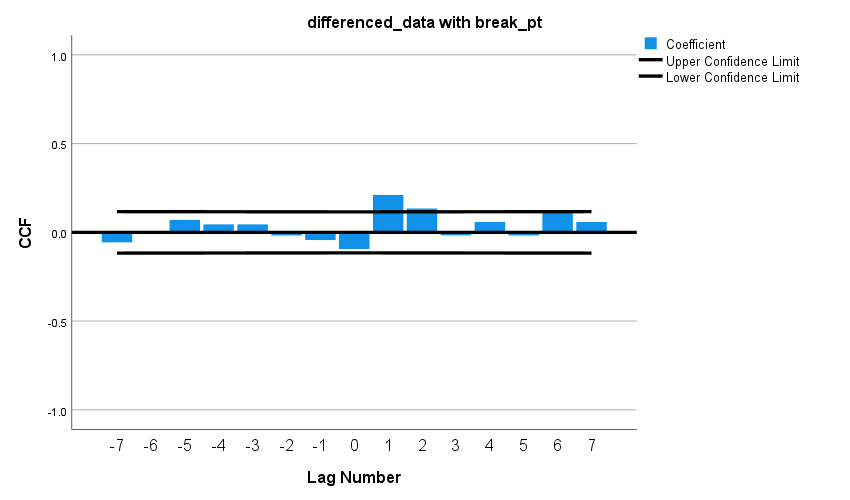 differenced_data with break_pt
Coefficient
Upper Confidence Limit
Lower Confidence Limit
1.0
0.5
0.0
-0.5
-1.0
CCF
-7 -6 -5 -4 -3 -2 -1 0 1 2 3 4 5 6 7
Lag Number